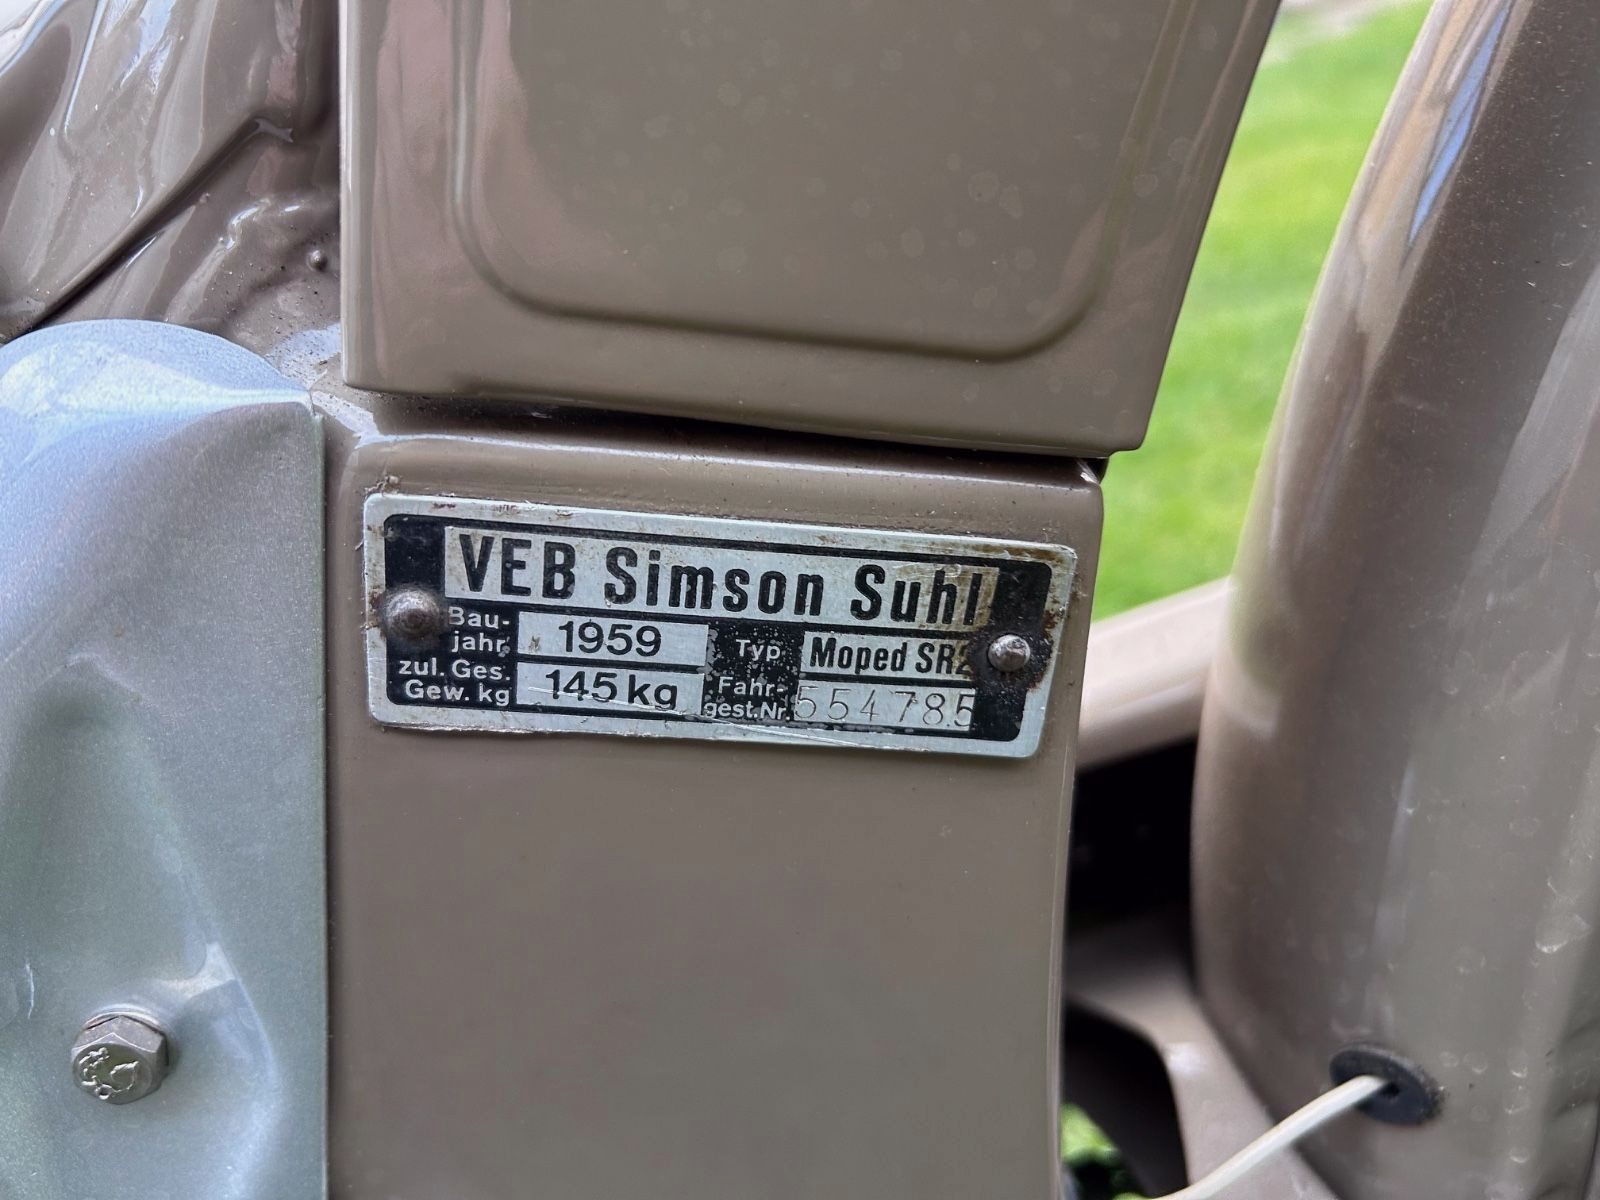 VEB Simson Suhl
Bau-
jahr. 1959
Typ Moped SR2
zul. Ges.
Gew. kg 145 kg
Fahr-
gest.Nr. 554785